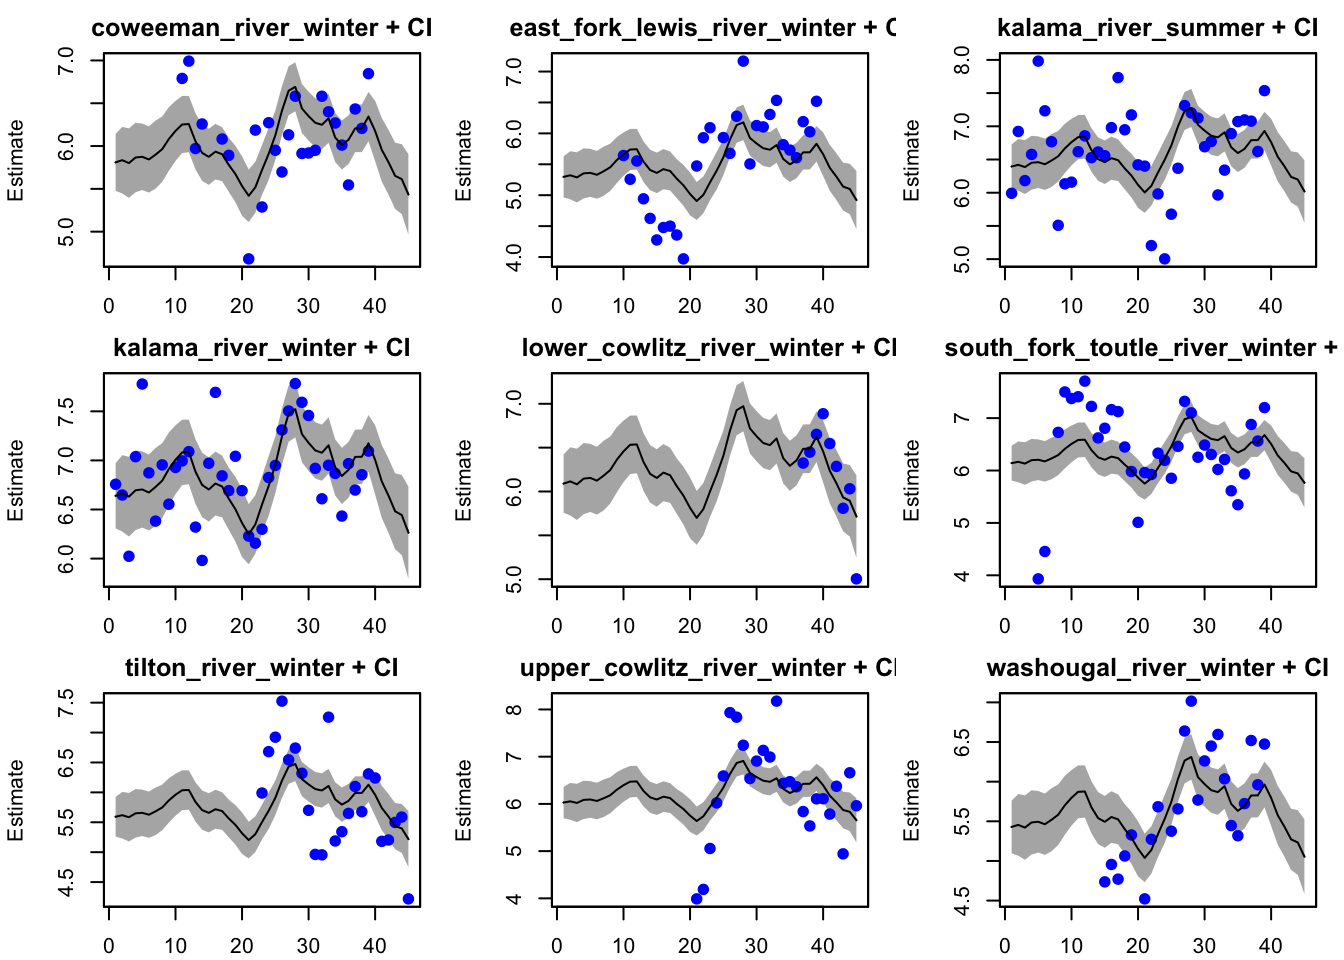 coweeman_river_winter + CI
Estimate
5.0 6.0 7.0
0 10 20 30 40
east_fork_lewis_river_winter + C
4.0 5.0 6.0 7.0
0 10 20 30 40
kalama_river_summer + CI
Estimate
5.0 6.0 7.0 8.0
0 10 20 30 40
kalama_river_winter + CI
Estimate
6.0 6.5 7.0 7.5
0 10 20 30 40
lower_cowlitz_river_winter + CI
Estimate
5.0 6.0 7.0
0 10 20 30 40
south_fork_toutle_river_winter +
Estimate
4 5 6 7
0 10 20 30 40
tilton_river_winter + CI
Estimate
4.5 5.5 6.5 7.5
0 10 20 30 40
upper_cowlitz_river_winter + CI
Estimate
4 5 6 7 8
0 10 20 30 40
washougal_river_winter + CI
Estimate
4.5 5.5 6.5
0 10 20 30 40